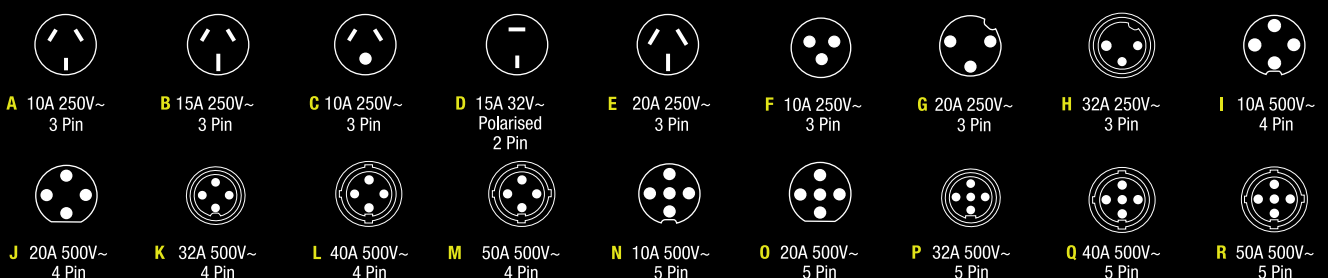 A 10A 250V~
3 Pin
B 15A 250V~
3 Pin
C 10A 250V~
3 Pin
D 15A 32V~
Polarised
2 Pin
E 20A 250V~
3 Pin
F 10A 250V~
3 Pin
G 20A 250V~
3 Pin
H 32A 250V~
3 Pin
I 10A 500V~
4 Pin
J 20A 500V~
4 Pin
K 32A 500V~
4 Pin
L 40A 500V~
4 Pin
M 50A 500V~
4 Pin
N 10A 500V~
5 Pin
O 20A 500V~
5 Pin
P 32A 500V~
5 Pin
Q 40A 500V~
5 Pin
R 50A 500V~
5 Pin